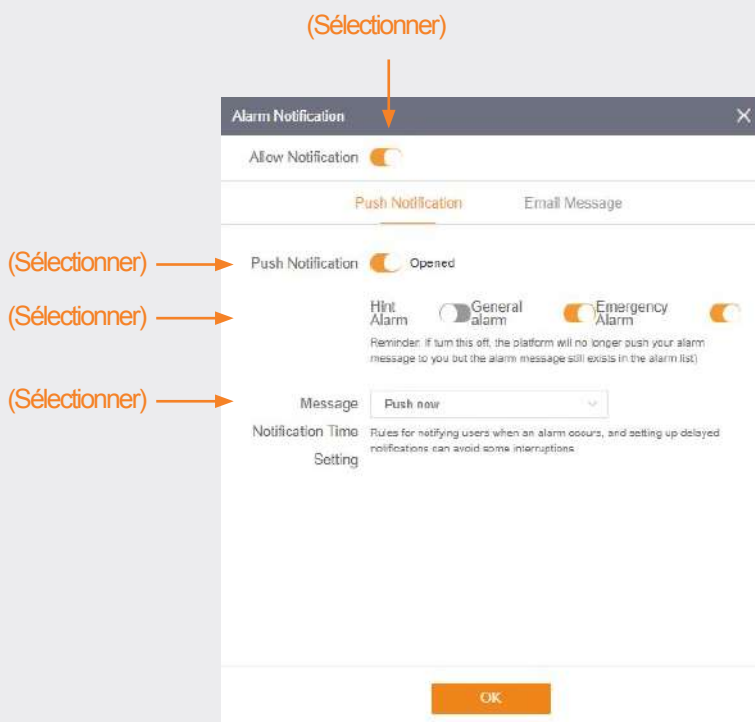 (Sélectionner)
Alarm Notification
Allow Notification
Push Notification Email Message
(Sélectionner) Push Notification Opened
(Sélectionner)
Hint Alarm General alarm Emergency Alarm
Reminder. If turn this off, the platform will no longer push your alarm
message to you but the alarm message still exists in the alarm list)
(Sélectionner)
Message Notification Time Setting
Push now
Rules for notifying users when an alarm occurs, and setting up delayed
notifications can avoid some interruptions
OK